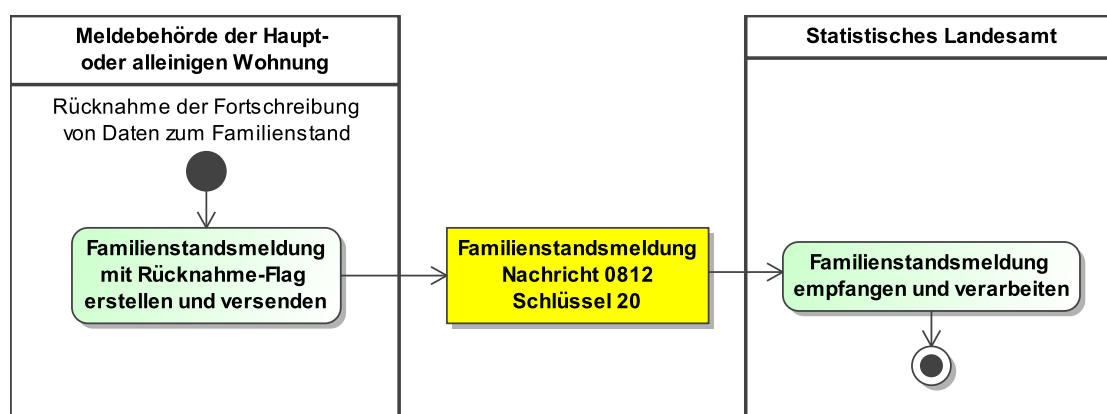 Meldebehörde der Haupt-
oder alleinigen Wohnung
Statistisches Landesamt
Rücknahme der Fortschreibung
von Daten zum Familienstand
Familienstandsmeldung
mit Rücknahme-Flag
erstellen und versenden
Familienstandsmeldung
Nachricht 0812
Schlüssel 20
Familienstandsmeldung
empfangen und verarbeiten